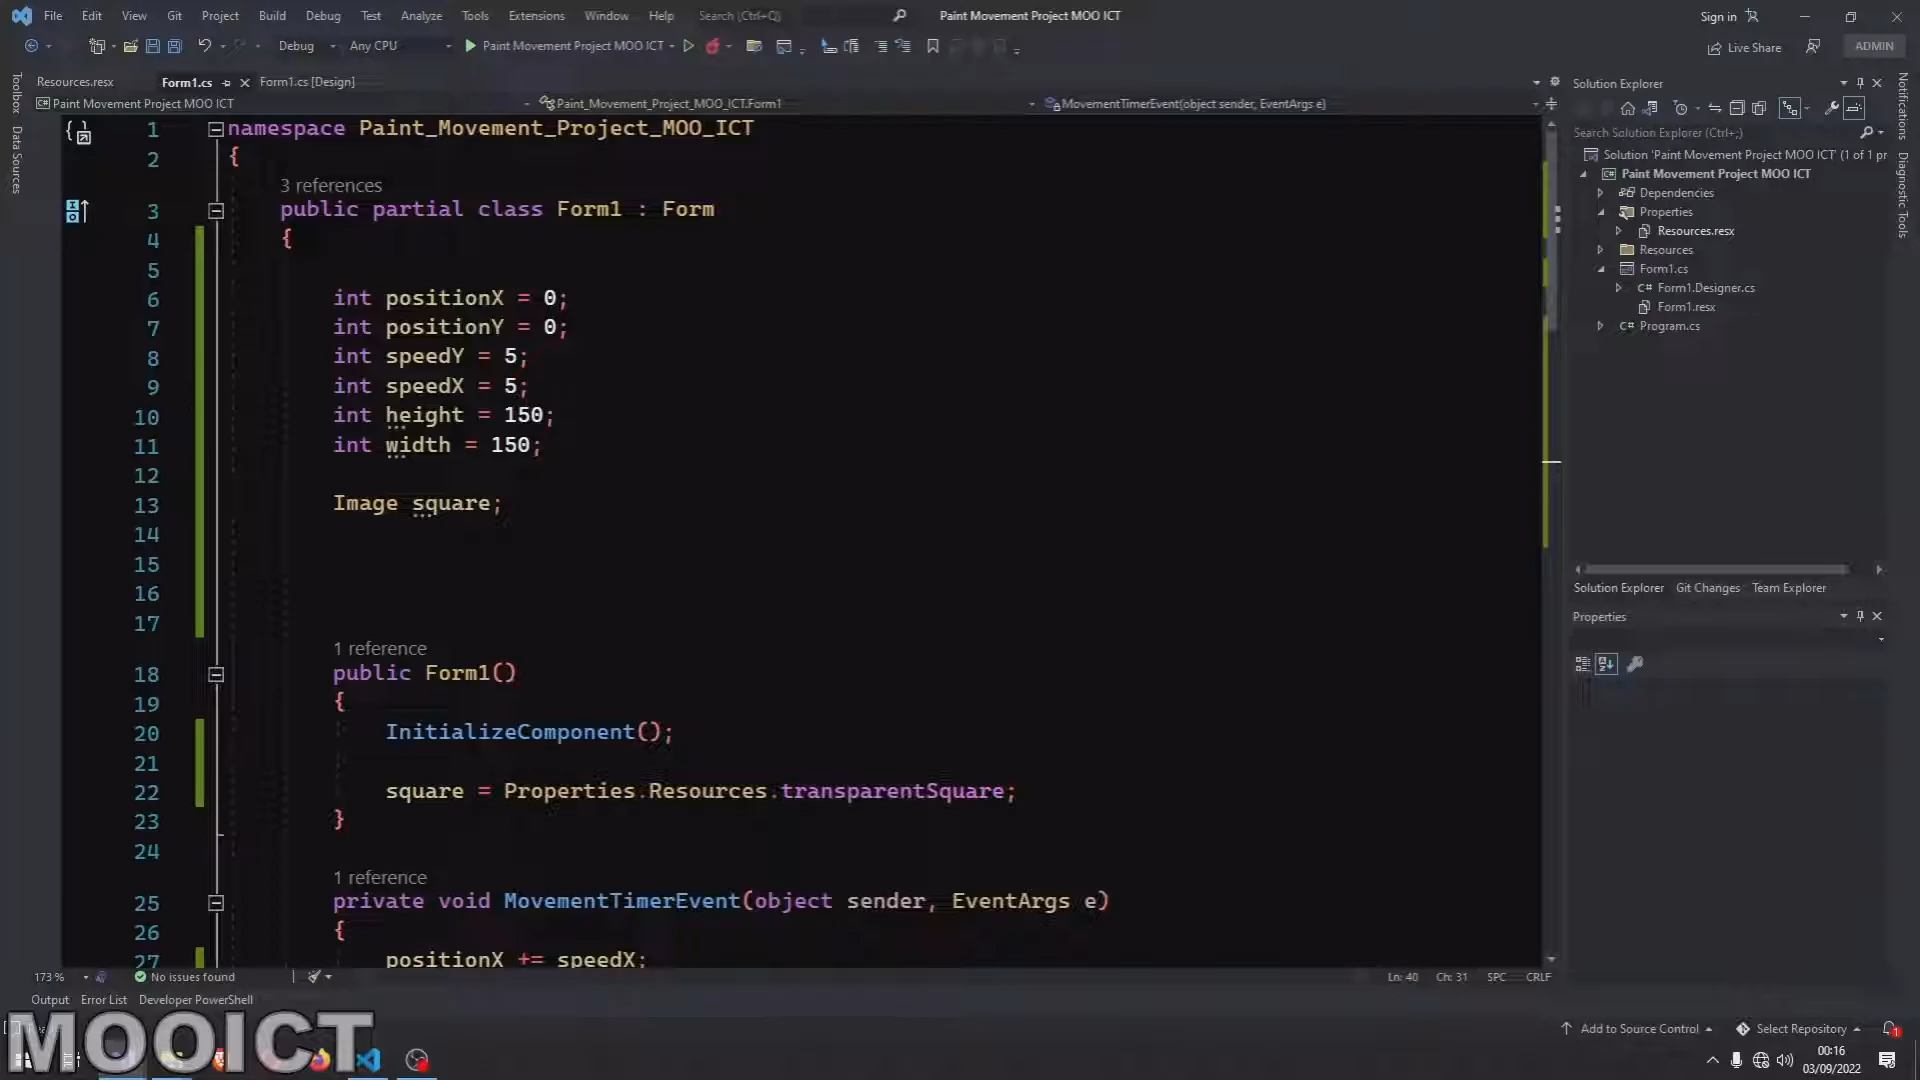 File Edit View Git Project Build Debug Test Analyze Tools Extensions Window Help Search (Ctrl+Q) Paint Movement Project MOO ICT Sign in
Debug Any CPU Paint Movement Project MOO ICT Live Share ADMIN
Resources.resx Form1.cs Form1.cs [Design]
Paint Movement Project MOO ICT Paint_Movement_Project_MOO_ICT.Form1 MovementTimerEvent(object sender, EventArgs e)
Toolbox
Data Sources
1 namespace Paint_Movement_Project_MOO_ICT
2 {
3 references
3 public partial class Form1 : Form
4 {
5
6 int positionX = 0;
7 int positionY = 0;
8 int speedY = 5;
9 int speedX = 5;
10 int height = 150;
11 int width = 150;
12
13 Image square;
14
15
16
17
1 reference
18 public Form1()
19 {
20 InitializeComponent();
21
22 square = Properties.Resources.transparentSquare;
23 }
24
1 reference
25 private void MovementTimerEvent(object sender, EventArgs e)
26 {
27 positionX += speedX;
173 % No issues found Ln: 40 Ch: 31 SPC CRLF
Output Error List Developer PowerShell
Solution Explorer
Search Solution Explorer (Ctrl+;)
Solution 'Paint Movement Project MOO ICT' (1 of 1 pr
Paint Movement Project MOO ICT
Dependencies
Properties
Resources.resx
Resources
Form1.cs
C# Form1.Designer.cs
Form1.resx
C# Program.cs
Solution Explorer Git Changes Team Explorer
Properties
Notifications
Diagnostic Tools
Add to Source Control Select Repository 1
MOOICT
00:16
03/09/2022